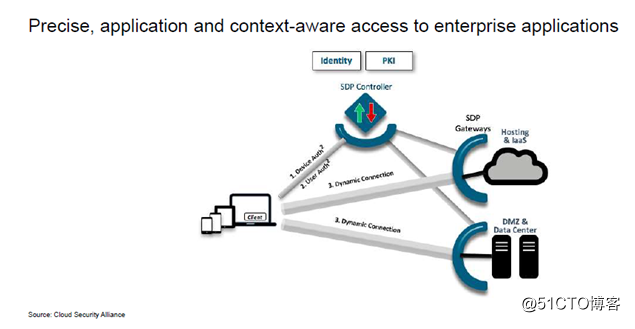 Precise, application and context-aware access to enterprise applications
Identity
PKI
SDP Controller
SDP
Gateways
Hosting
& IaaS
1. Device Auth²
2. User Auth²
3. Dynamic Connection
Client
3. Dynamic Connection
DMZ &
Data Center
Source: Cloud Security Alliance
@51CTO博客